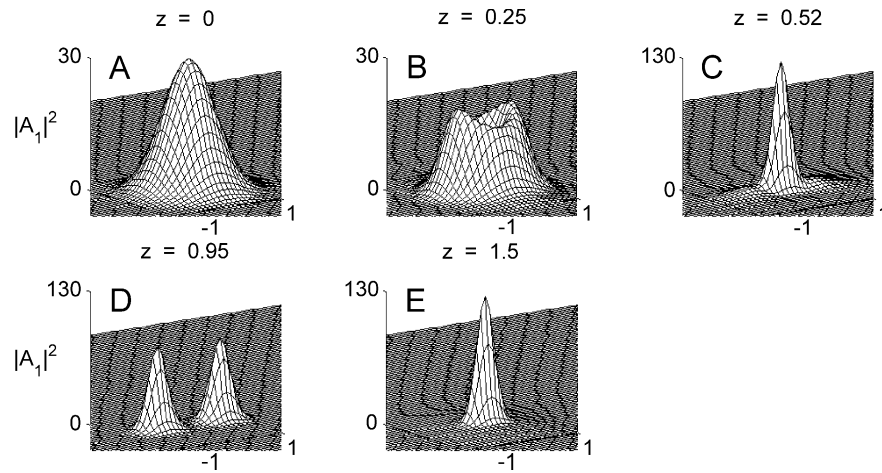 z = 0
z = 0.25
z = 0.52
30
A
30
B
130
C
|A1|2
0
0
0
1
1
-1
-1
-1
z = 0.95
z = 1.5
130
D
130
E
|A1|2
0
0
1
1
-1
-1